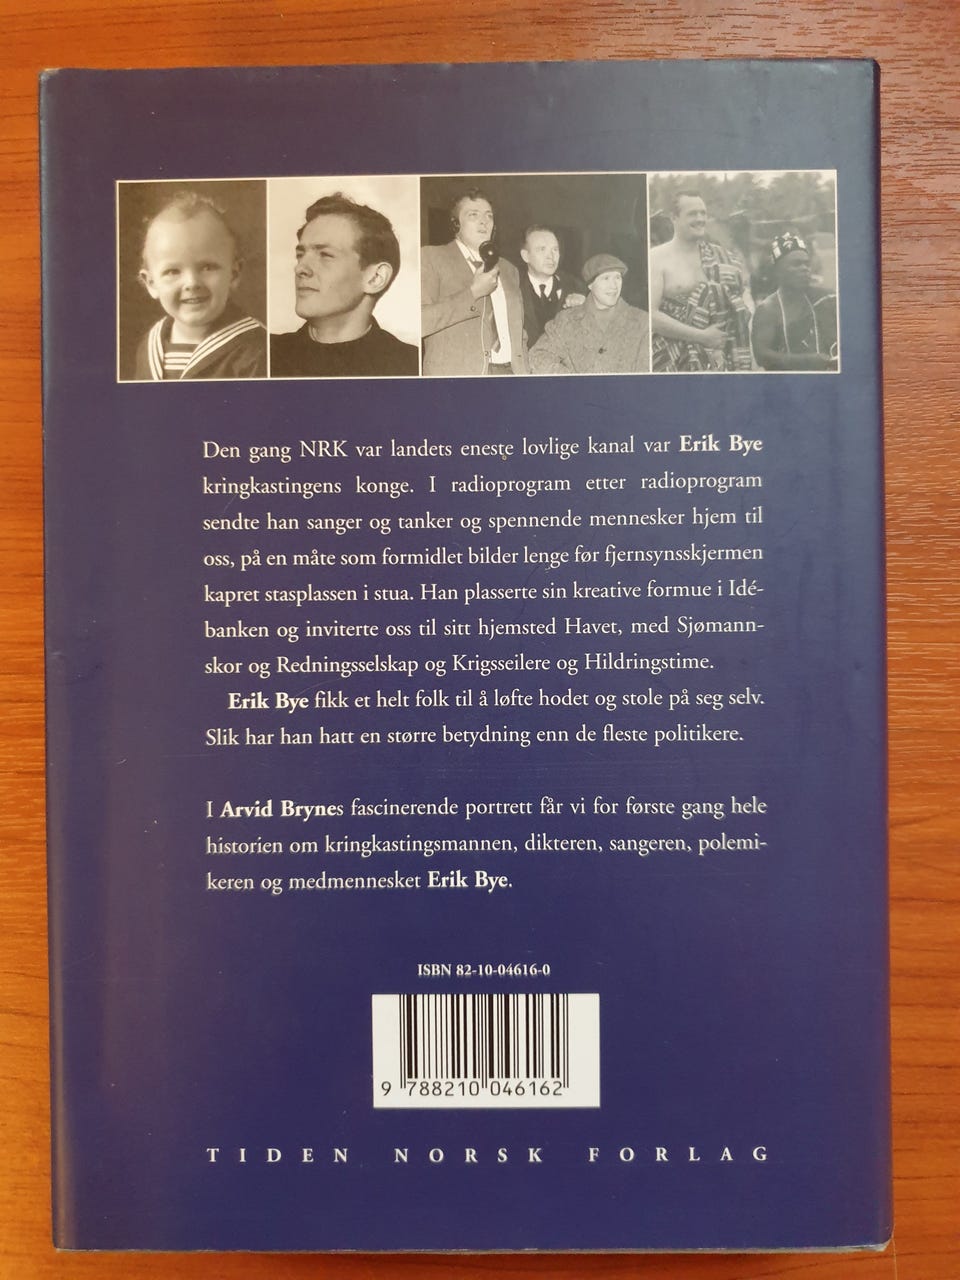 Den gang NRK var landets eneste lovlige kanal var Erik Bye
kringkastingens konge. I radioprogram etter radioprogram
sendte han sanger og tanker og spennende mennesker hjem til
oss, på en måte som formidlet bilder lenge før fjernsynsskjermen
kapret stasplassen i stua. Han plasserte sin kreative formue i Idé-
banken og inviterte oss til sitt hjemsted Havet, med Sjømann-
skor og Redningsselskap og Krigsseilere og Hildringstime.
Erik Bye fikk et helt folk til å løfte hodet og stole på seg selv.
Slik har han hatt en større betydning enn de fleste politikere.
I Arvid Brynes fascinerende portrett får vi for første gang hele
historien om kringkastingsmannen, dikteren, sangeren, polemi-
keren og medmennesket Erik Bye.
ISBN 82-10-04616-0
9 788210 046162
TIDEN NORSK FORLAG